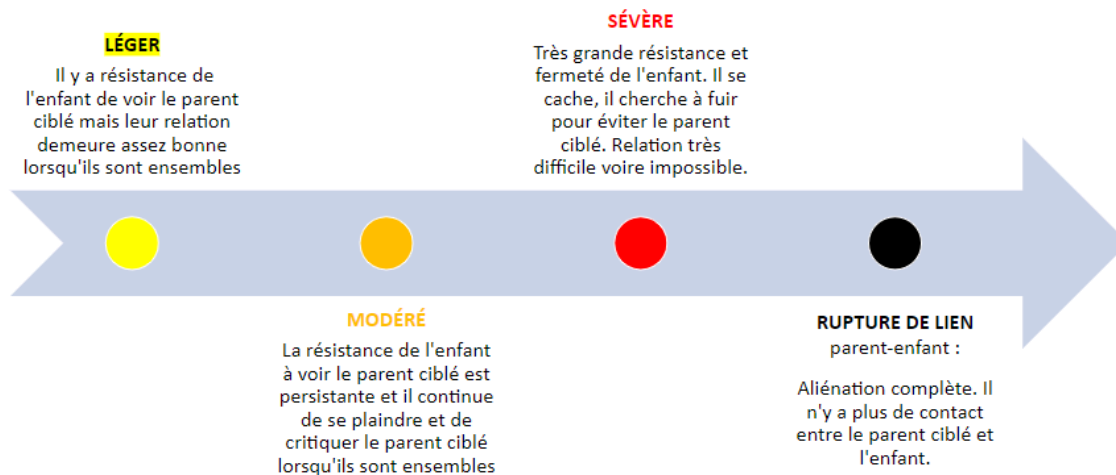 LÉGER
Il y a résistance de
l'enfant de voir le parent
ciblé mais leur relation
demeure assez bonne
lorsqu'ils sont ensembles
MODÉRÉ
La résistance de l'enfant
à voir le parent ciblé est
persistante et il continue
de se plaindre et de
critiquer le parent ciblé
lorsqu'ils sont ensembles
SÉVÈRE
Très grande résistance et
fermeté de l'enfant. Il se
cache, il cherche à fuir
pour éviter le parent
ciblé. Relation très
difficile voire impossible.
RUPTURE DE LIEN
parent-enfant :
Aliénation complète. Il
n'y a plus de contact
entre le parent ciblé et
l'enfant.